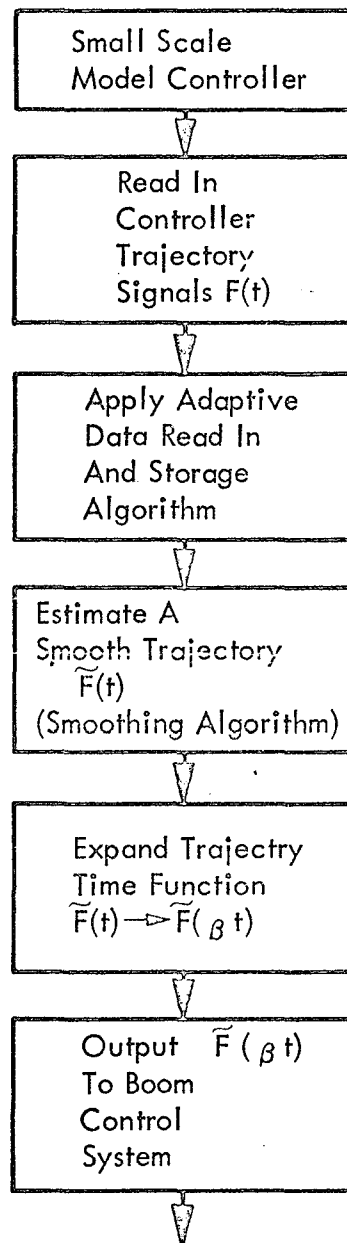 Small Scale
Model Controller
Read In
Controller
Trajectory
Signals F(t)
Apply Adaptive
Data Read In
And Storage
Algorithm
Estimate A
Smooth Trajectory
F̃(t)
(Smoothing Algorithm)
Expand Trajectry
Time Function
F̃(t) → F̃(β t)
Output F̃ (β t)
To Boom
Control
System